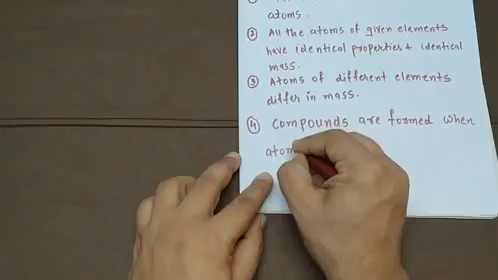 atoms.
② All the atoms of given elements
have identical properties + identical
mass.
③ Atoms of different elements
differ in mass.
④ Compounds are formed when
atom